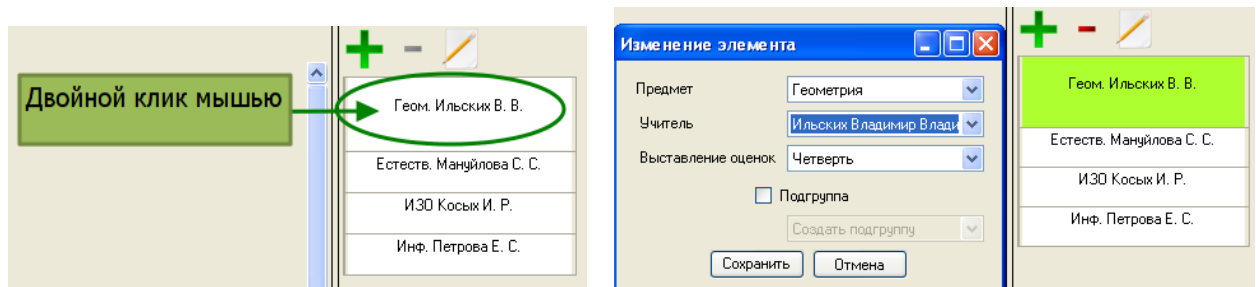 Двойной клик мышью
Геом. Ильских В. В.
Естеств. Мануйлова С. С.
ИЗО Косых И. Р.
Инф. Петрова Е. С.
Изменение элемента
Предмет
Геометрия
Учитель
Ильских Владимир Влади
Выставление оценок
Четверть
Подгруппа
Создать подгруппу
Сохранить
Отмена
Геом. Ильских В. В.
Естеств. Мануйлова С. С.
ИЗО Косых И. Р.
Инф. Петрова Е. С.